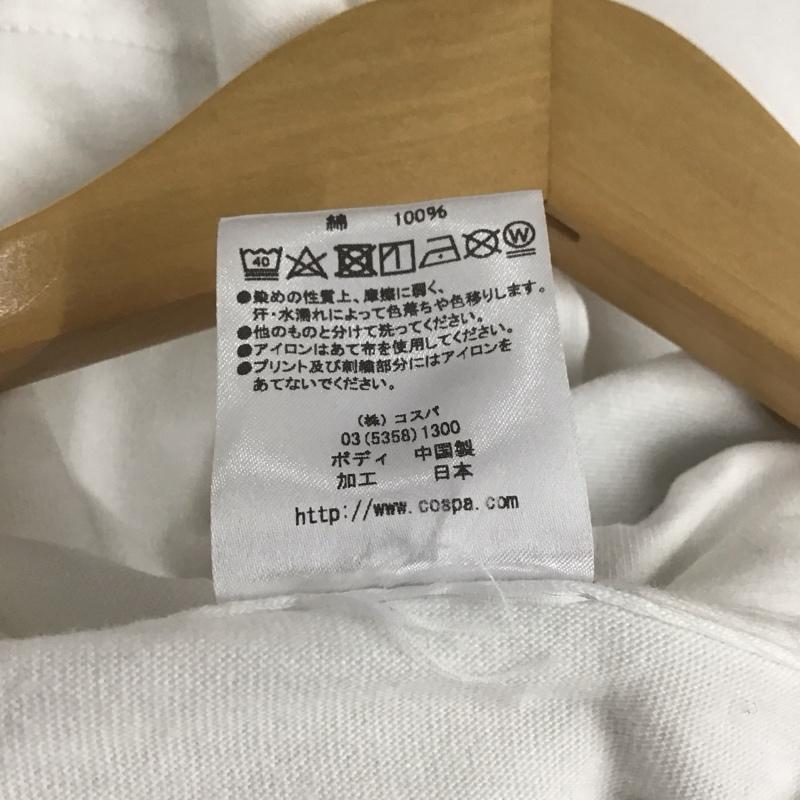 綿 100%
40 W
●染めの性質上、摩擦に弱く、
汗・水濡れによって色落ちや色移りします。
●他のものと分けて洗ってください。
●アイロンはあて布を使用してください。
●プリント及び刺繍部分にはアイロンを
あてないでください。
(株) コスパ
03(5358)1300
ボディ 中国製
加工 日本
http://www.cospa.com